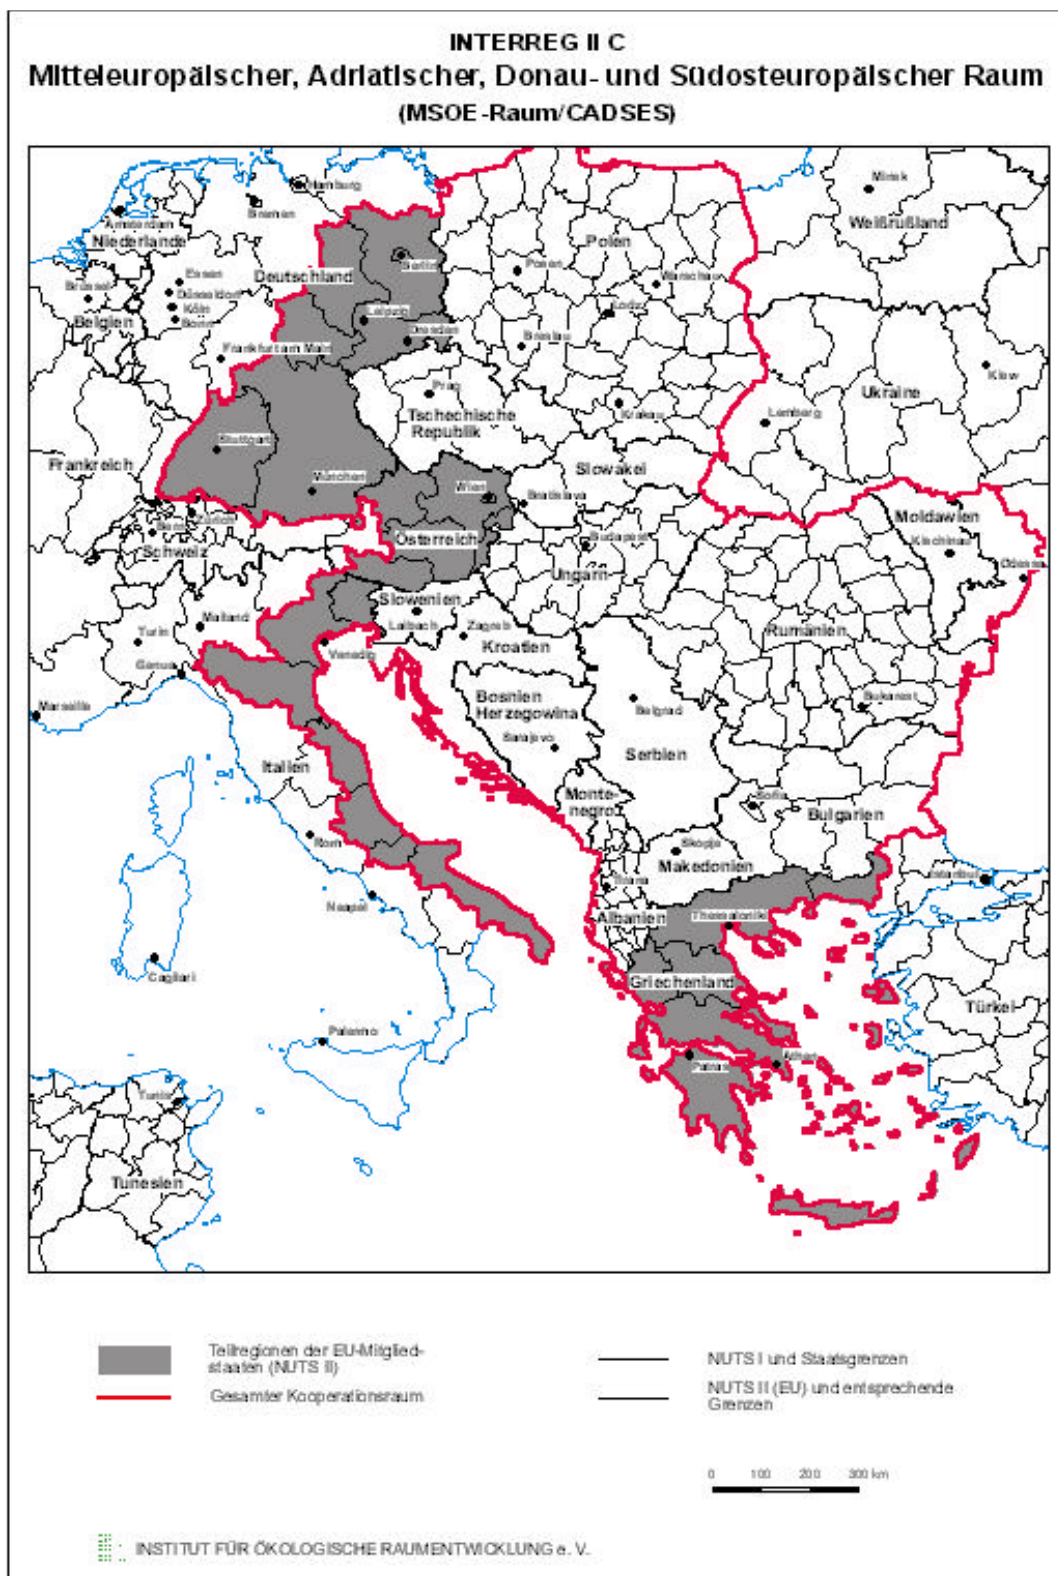 INTERREG II C
Mitteleuropäischer, Adriatischer, Donau- und Südosteuropäischer Raum
(MSOE-Raum/CADSES)
Hamburg
Minsk
Bremen
Amsterdam
Weißrußland
Niederlande
Polen
Berlin
Deutschland
Posen
Essen
Warschau
Brüssel
Düsseldorf
Lodz
Köln
Leipzig
Belgien
Bonn
Dresden
Breslau
Frankfurt am Main
Kiew
Prag
Ukraine
Krakau
Lemberg
Tschechische
Republik
Stuttgart
Frankreich
Slowakei
München
Wien
Bratislava
Zürich
Moldawien
Bern
Österreich
Budapest
Kischinau
Schweiz
Odessa
Ungarn
Slowenien
Laibach
Mailand
Zagreb
Rumänien
Turin
Venedig
Kroatien
Genua
Bosnien
Herzegowina
Bukarest
Marseille
Belgrad
Sarajevo
Serbien
Italien
Monte-
negro
Sofia
Bulgarien
Rom
Skopje
Makedonien
Tirana
Istanbul
Neapel
Albanien
Thessaloniki
Cagliari
Griechenland
Türkei
Palermo
Athen
Patras
Tunis
Tunesien
Teilregionen der EU-Mitglied-
staaten (NUTS II)
Gesamter Kooperationsraum
NUTS I und Staatsgrenzen
NUTS II (EU) und entsprechende
Grenzen
0 100 200 300 km
INSTITUT FÜR ÖKOLOGISCHE RAUMENTWICKLUNG e. V.